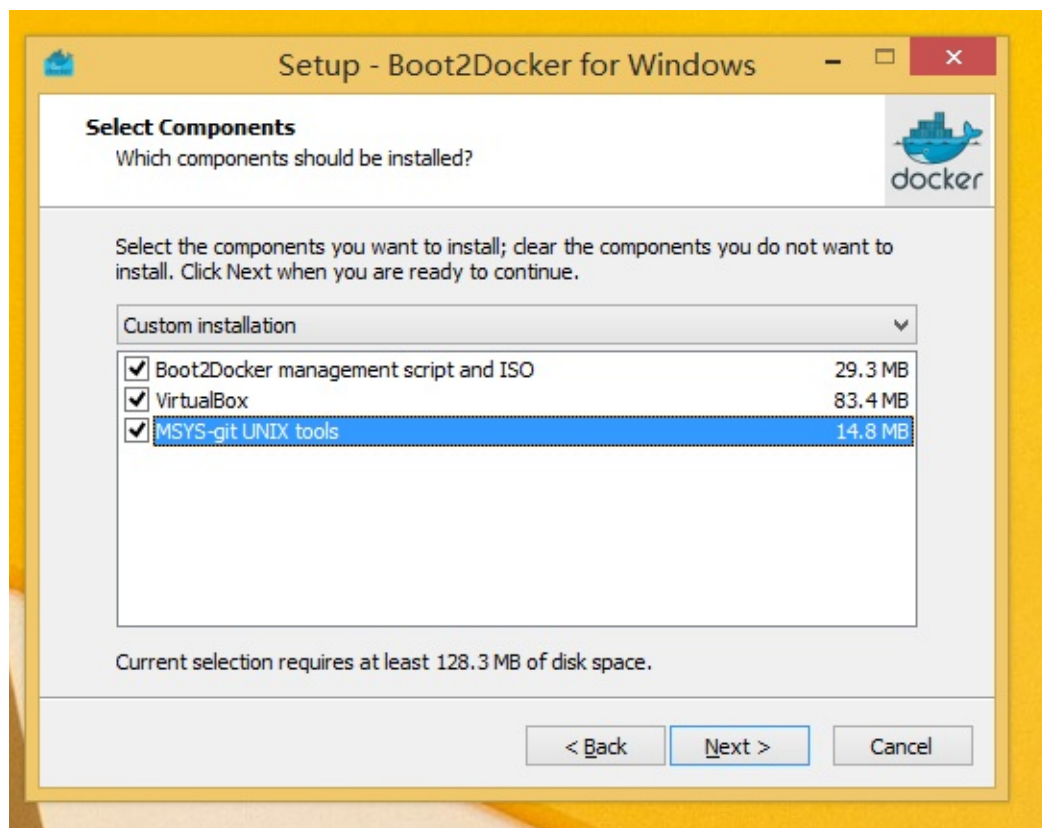 Setup - Boot2Docker for Windows
Select Components
Which components should be installed?
docker
Select the components you want to install; clear the components you do not want to
install. Click Next when you are ready to continue.
Custom installation
Boot2Docker management script and ISO 29.3 MB
VirtualBox 83.4 MB
MSYS-git UNIX tools 14.8 MB
Current selection requires at least 128.3 MB of disk space.
< Back Next > Cancel